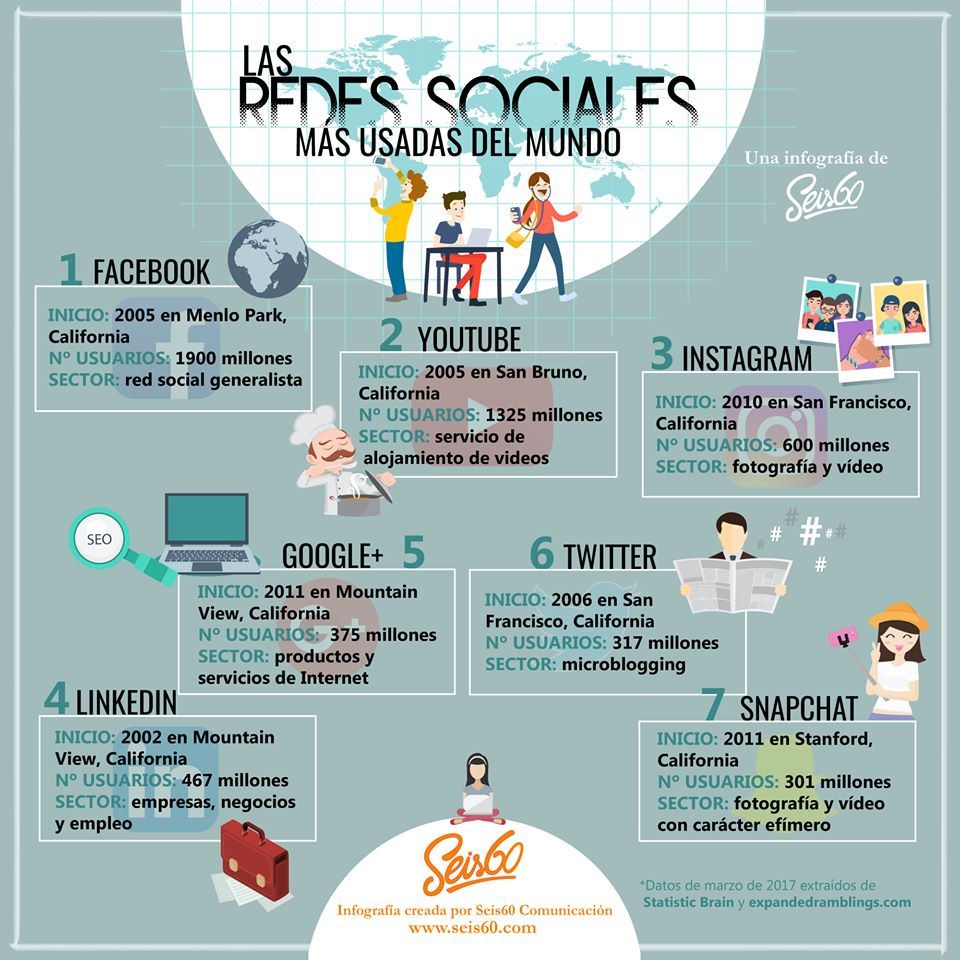 LAS
REDES SOCIALES
MÁS USADAS DEL MUNDO
Una infografía de
Seis60
1 FACEBOOK
INICIO: 2005 en Menlo Park,
California
Nº USUARIOS: 1900 millones
SECTOR: red social generalista
2 YOUTUBE
INICIO: 2005 en San Bruno,
California
Nº USUARIOS: 1325 millones
SECTOR: servicio de
alojamiento de videos
3 INSTAGRAM
INICIO: 2010 en San Francisco,
California
Nº USUARIOS: 600 millones
SECTOR: fotografía y vídeo
4 LINKEDIN
INICIO: 2002 en Mountain
View, California
Nº USUARIOS: 467 millones
SECTOR: empresas, negocios
y empleo
in
SEO
GOOGLE+ 5
INICIO: 2011 en Mountain
View, California
Nº USUARIOS: 375 millones
SECTOR: productos y
servicios de Internet
6 TWITTER
INICIO: 2006 en San
Francisco, California
Nº USUARIOS: 317 millones
SECTOR: microblogging
# # # # # #
7 SNAPCHAT
INICIO: 2011 en Stanford,
California
Nº USUARIOS: 301 millones
SECTOR: fotografía y vídeo
con carácter efímero
Seis60
Infografía creada por Seis60 Comunicación
www.seis60.com
*Datos de marzo de 2017 extraídos de
Statistic Brain y expandedramblings.com